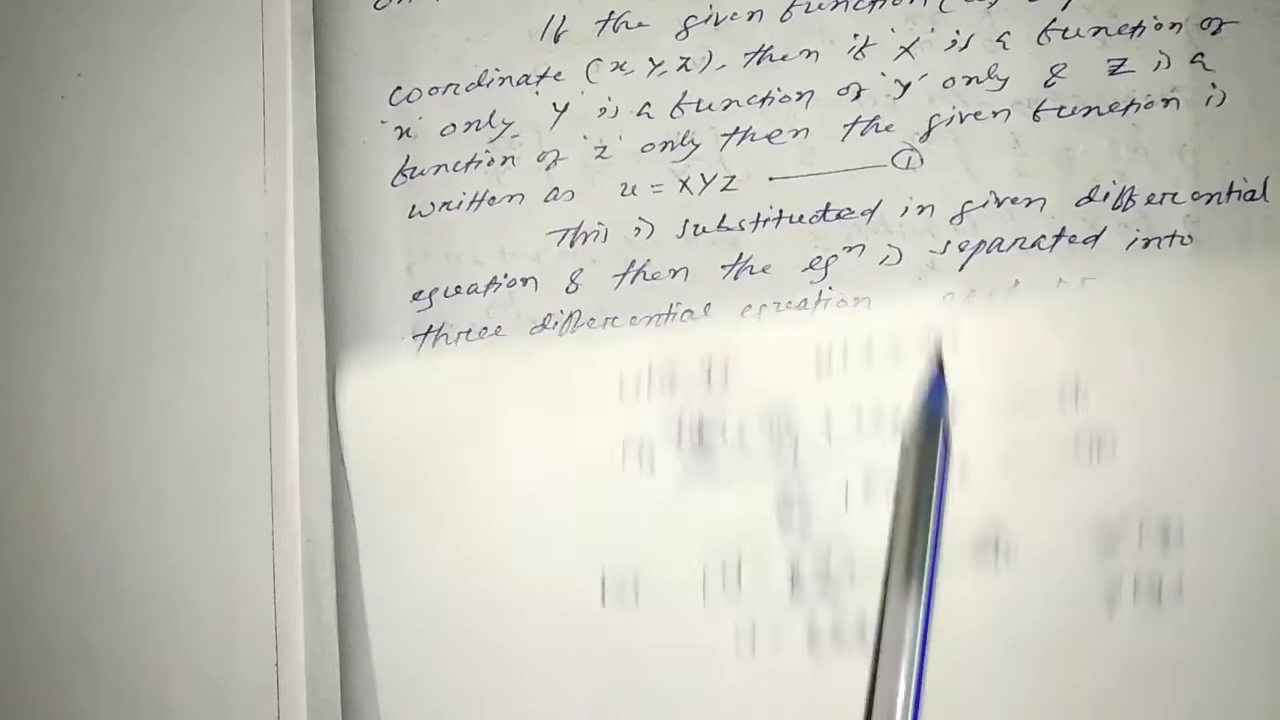 If the given function (
coordinate (x, y, z), then if 'X' is a function of
'x' only, 'Y' is a function of 'y' only & Z is a
function of 'z' only then the given function is
written as u = XYZ ——— ①
This is substituted in given differential
equation & then the eqⁿ is separated into
three differential equation